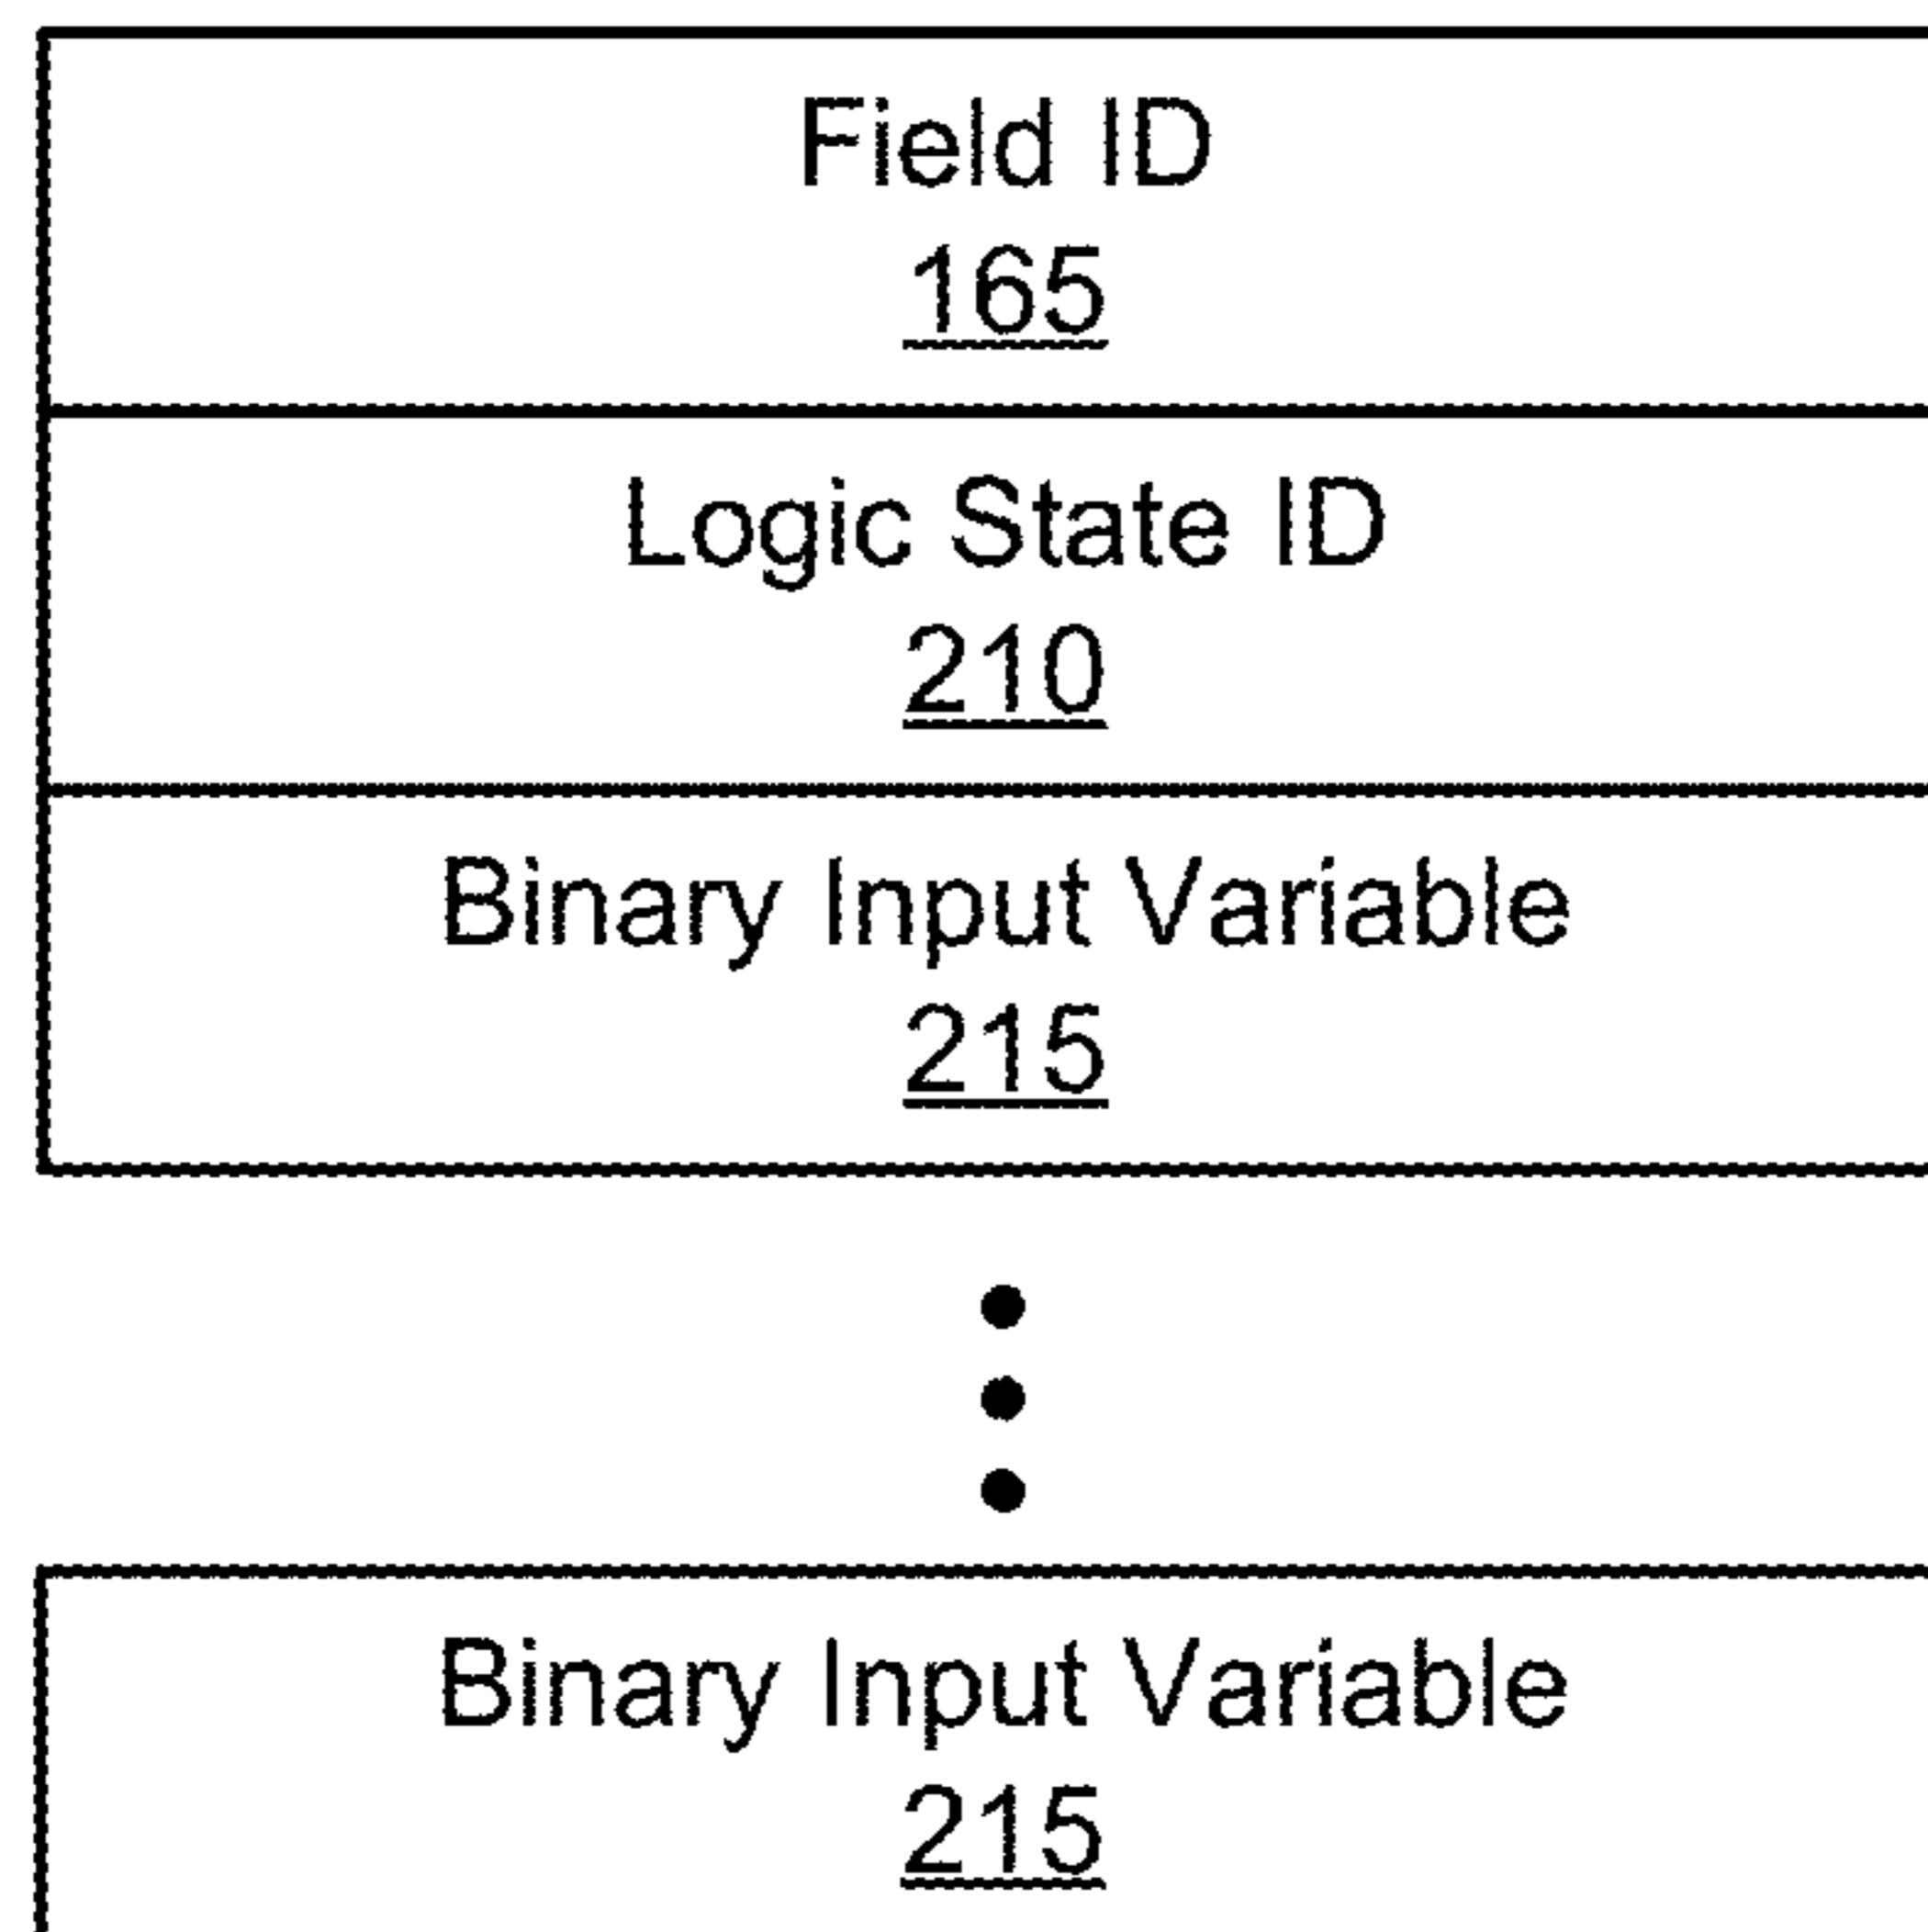 Field ID
165
Logic State ID
210
Binary Input Variable
215
Binary Input Variable
215